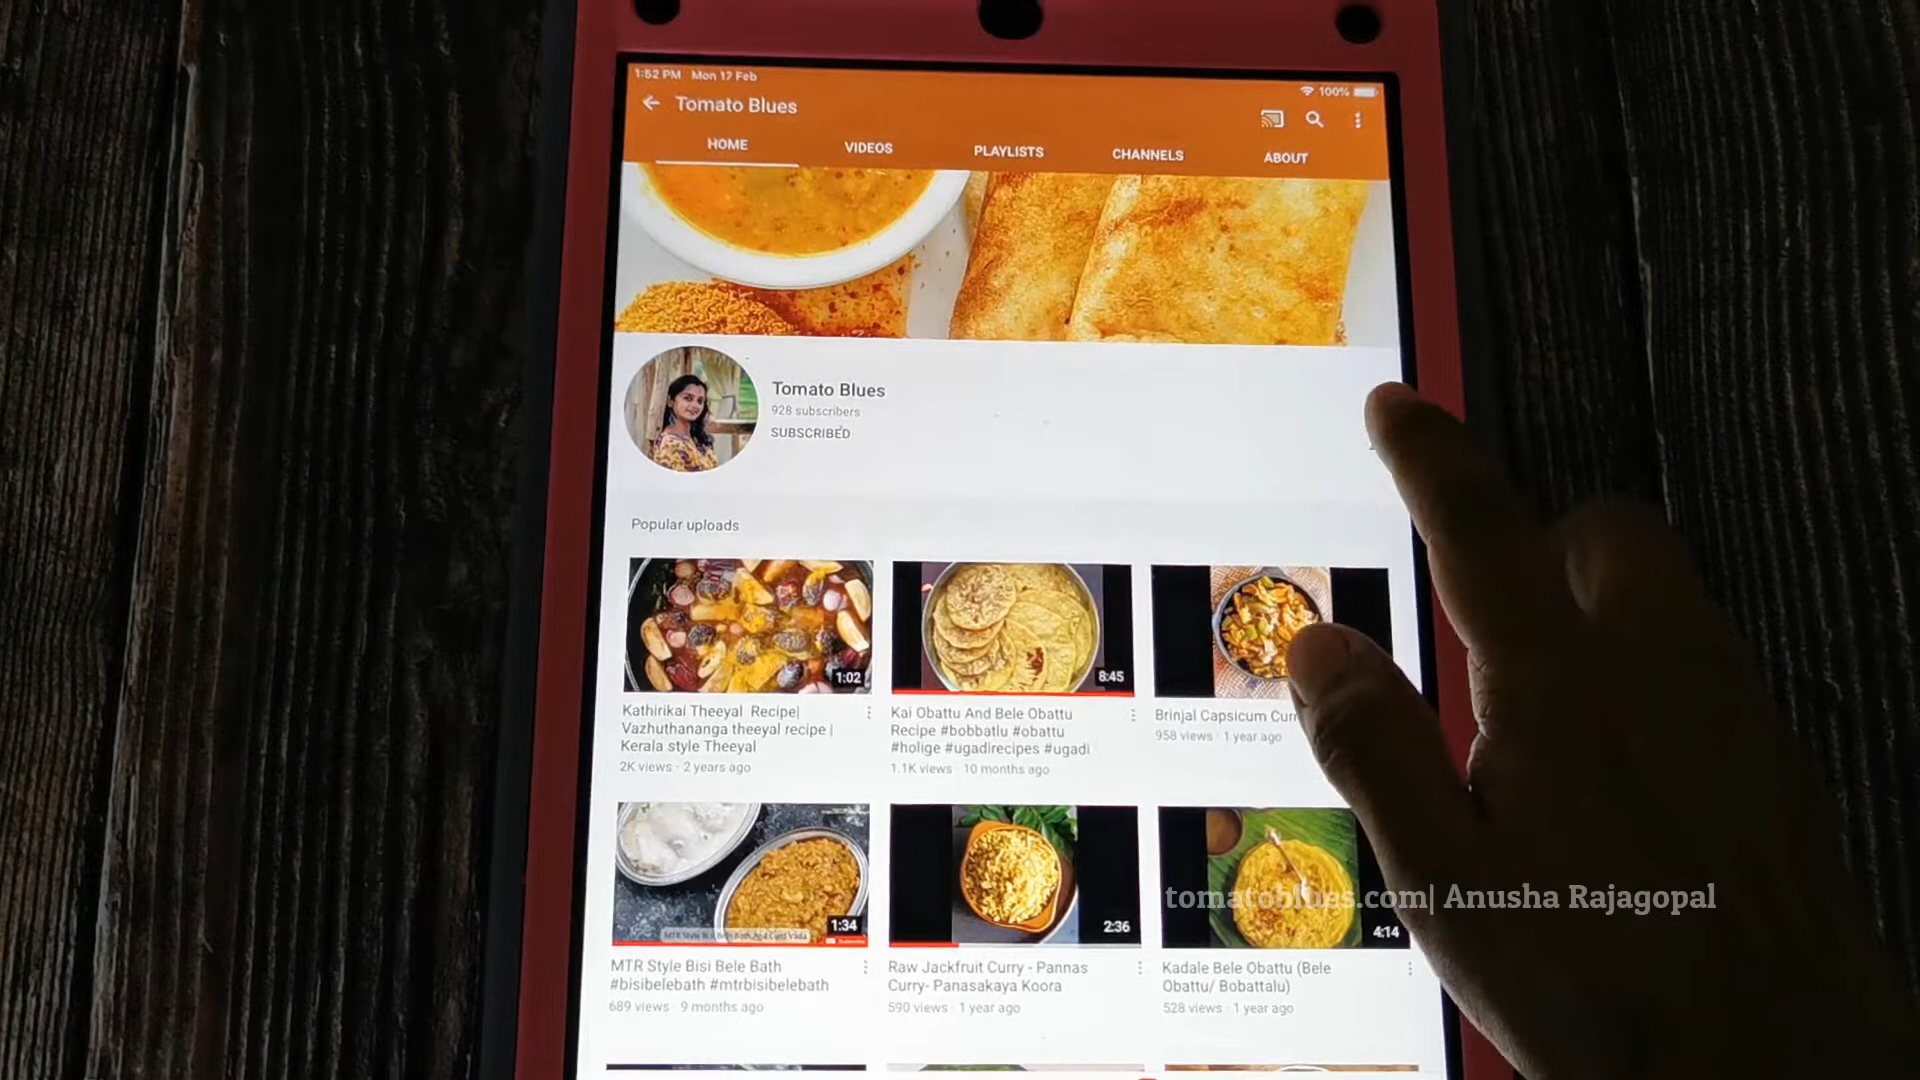 1:52 PM Mon 17 Feb
100%
Tomato Blues
HOME VIDEOS PLAYLISTS CHANNELS ABOUT
Tomato Blues
928 subscribers
SUBSCRIBED
Popular uploads
1:02
8:45
Kathirikai Theeyal Recipe|
Vazhuthananga theeyal recipe |
Kerala style Theeyal
2K views · 2 years ago
Kai Obattu And Bele Obattu
Recipe #bobbatlu #obattu
#holige #ugadirecipes #ugadi
1.1K views · 10 months ago
Brinjal Capsicum
958 views · 1 year ago
1:34
2:36
4:14
MTR Style Bisi Bele Bath
#bisibelebath #mtrbisibelebath
689 views · 9 months ago
Raw Jackfruit Curry - Pannas
Curry- Panasakaya Koora
590 views · 1 year ago
Kadale Bele Obattu (Bele
Obattu/ Bobattalu)
528 views · 1 year ago
tomatoblues.com| Anusha Rajagopal